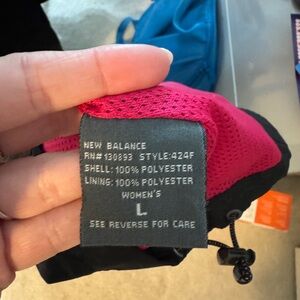 NEW BALANCE
RN# 130893 STYLE:424F
SHELL: 100% POLYESTER
LINING: 100% POLYESTER
WOMEN'S
L
SEE REVERSE FOR CARE